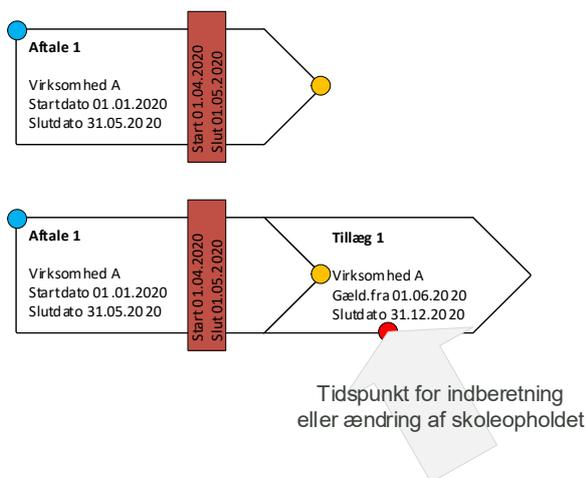 Aftale 1
Virksomhed A
Startdato 01.01.2020
Slutdato 31.05.2020
Start 01.04.2020
Slut 01.05.2020
Aftale 1
Virksomhed A
Startdato 01.01.2020
Slutdato 31.05.2020
Start 01.04.2020
Slut 01.05.2020
Tillæg 1
Virksomhed A
Gæld.fra 01.06.2020
Slutdato 31.12.2020
Tidspunkt for indberetning
eller ændring af skoleopholdet